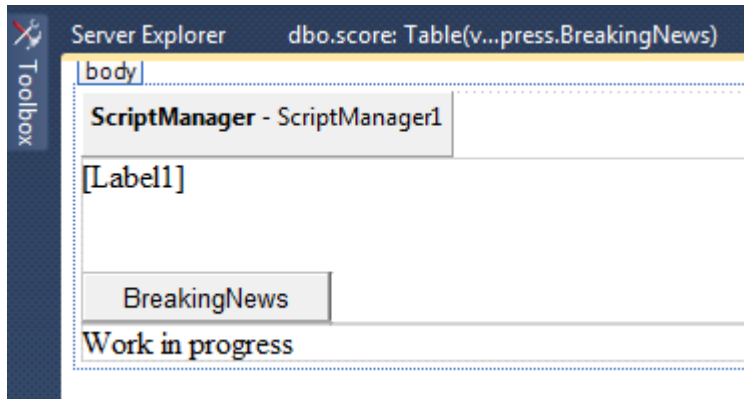 Server Explorer dbo.score: Table(v...press.BreakingNews)
Toolbox
body
ScriptManager - ScriptManager1
[Label1]
BreakingNews
Work in progress